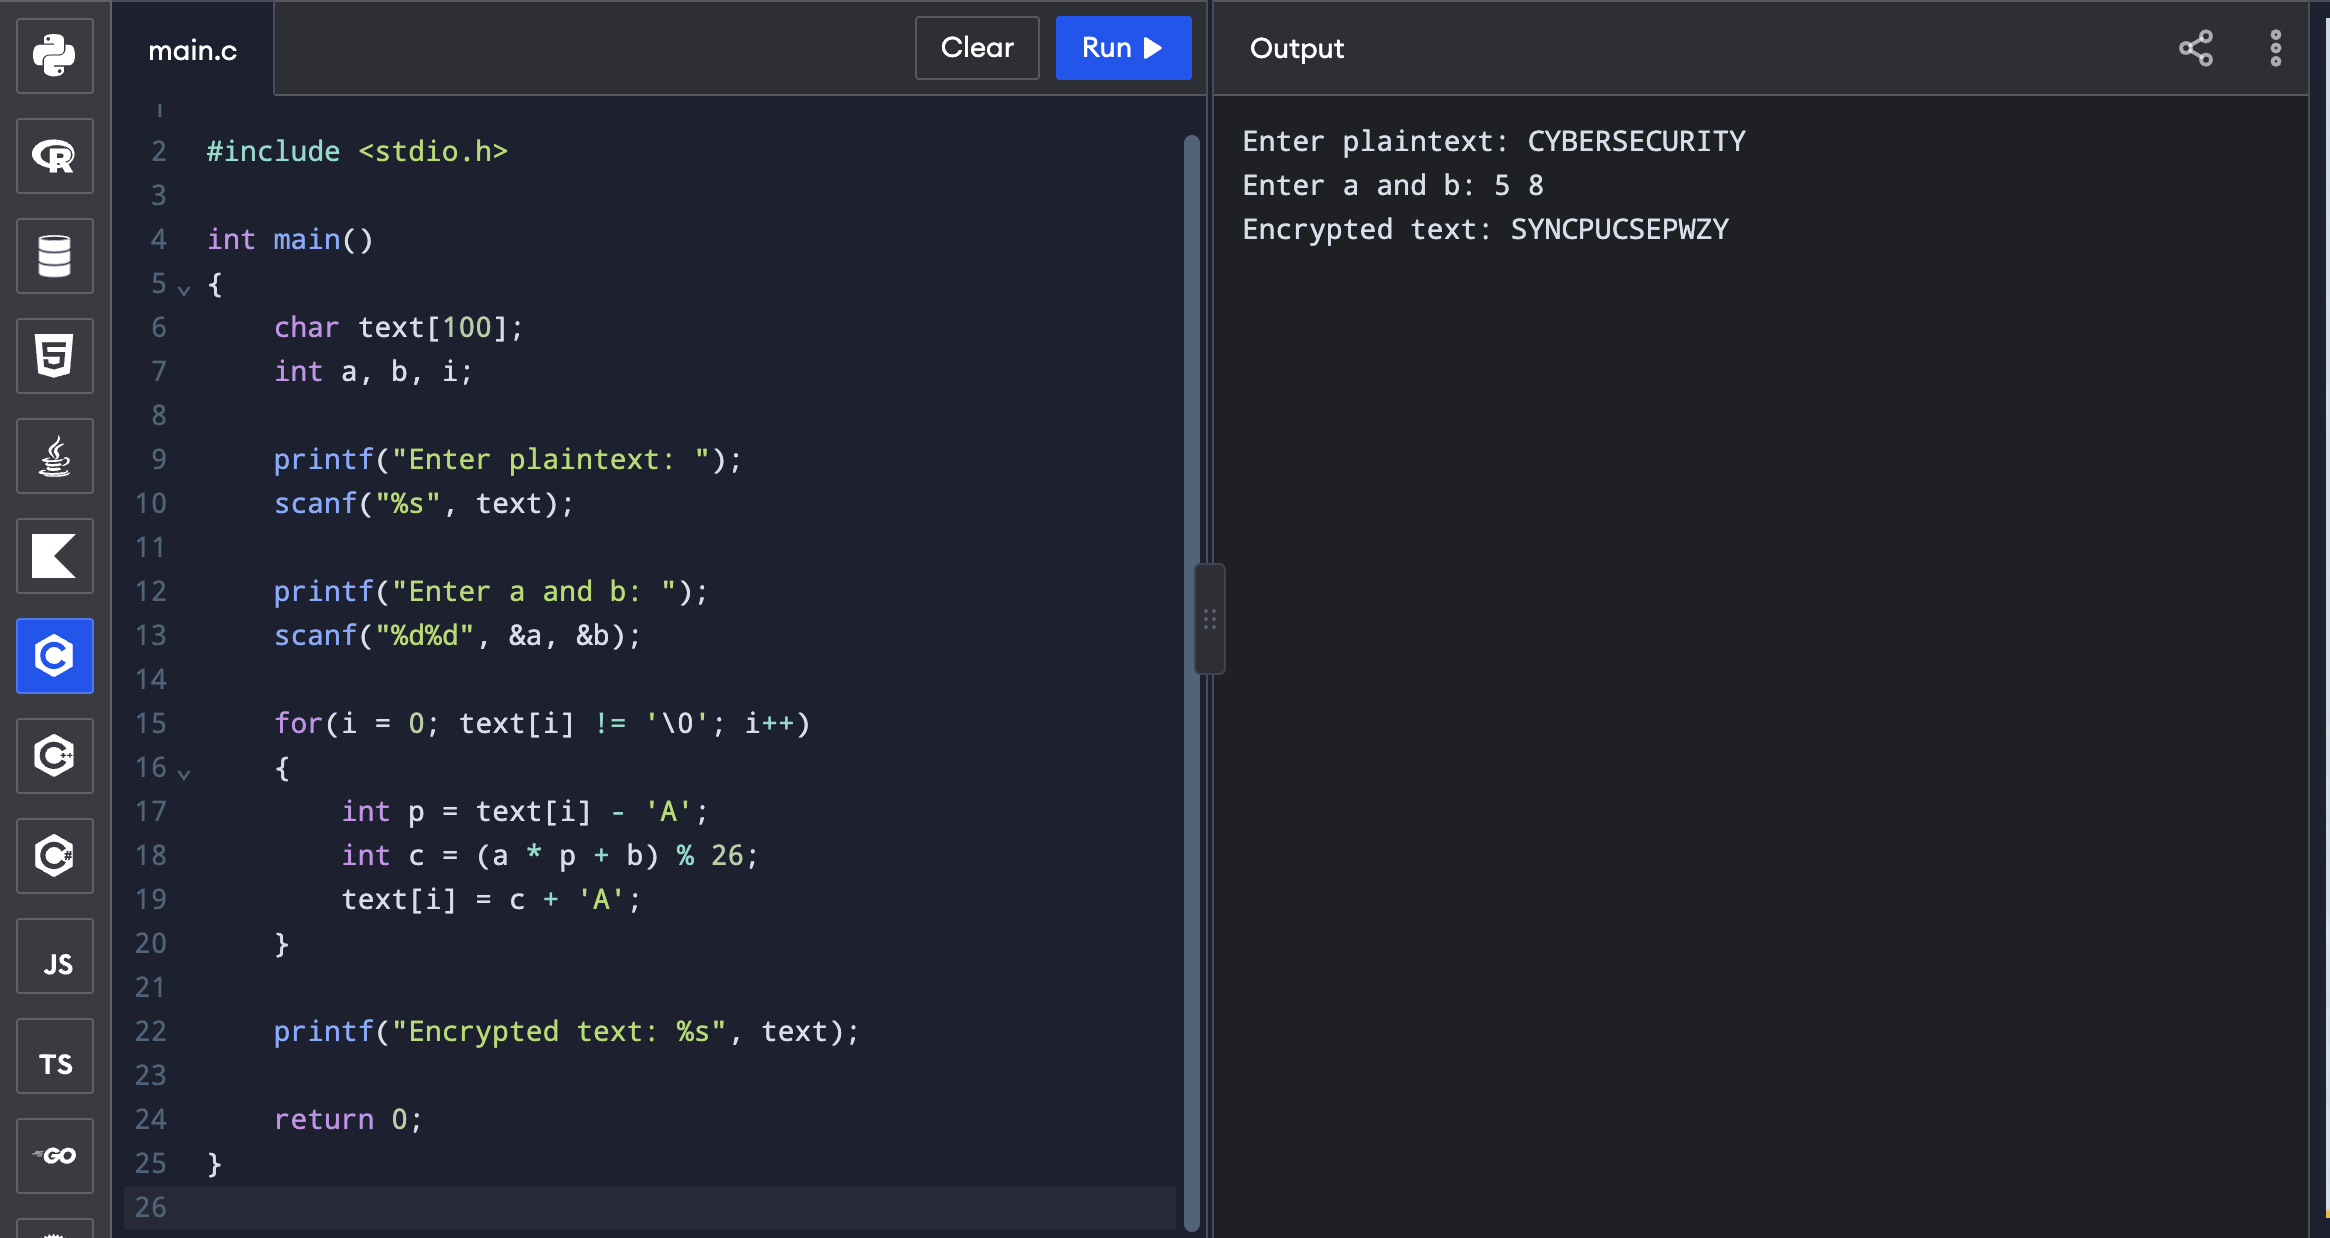 main.c
Clear
Run
Output
1
2 #include <stdio.h>
3
4 int main()
5 {
6     char text[100];
7     int a, b, i;
8
9     printf("Enter plaintext: ");
10     scanf("%s", text);
11
12     printf("Enter a and b: ");
13     scanf("%d%d", &a, &b);
14
15     for(i = 0; text[i] != '\0'; i++)
16     {
17         int p = text[i] - 'A';
18         int c = (a * p + b) % 26;
19         text[i] = c + 'A';
20     }
21
22     printf("Encrypted text: %s", text);
23
24     return 0;
25 }
26
Enter plaintext: CYBERSECURITY
Enter a and b: 5 8
Encrypted text: SYNCPUCSEPWZY
R
5
C
C++
C#
JS
TS
GO